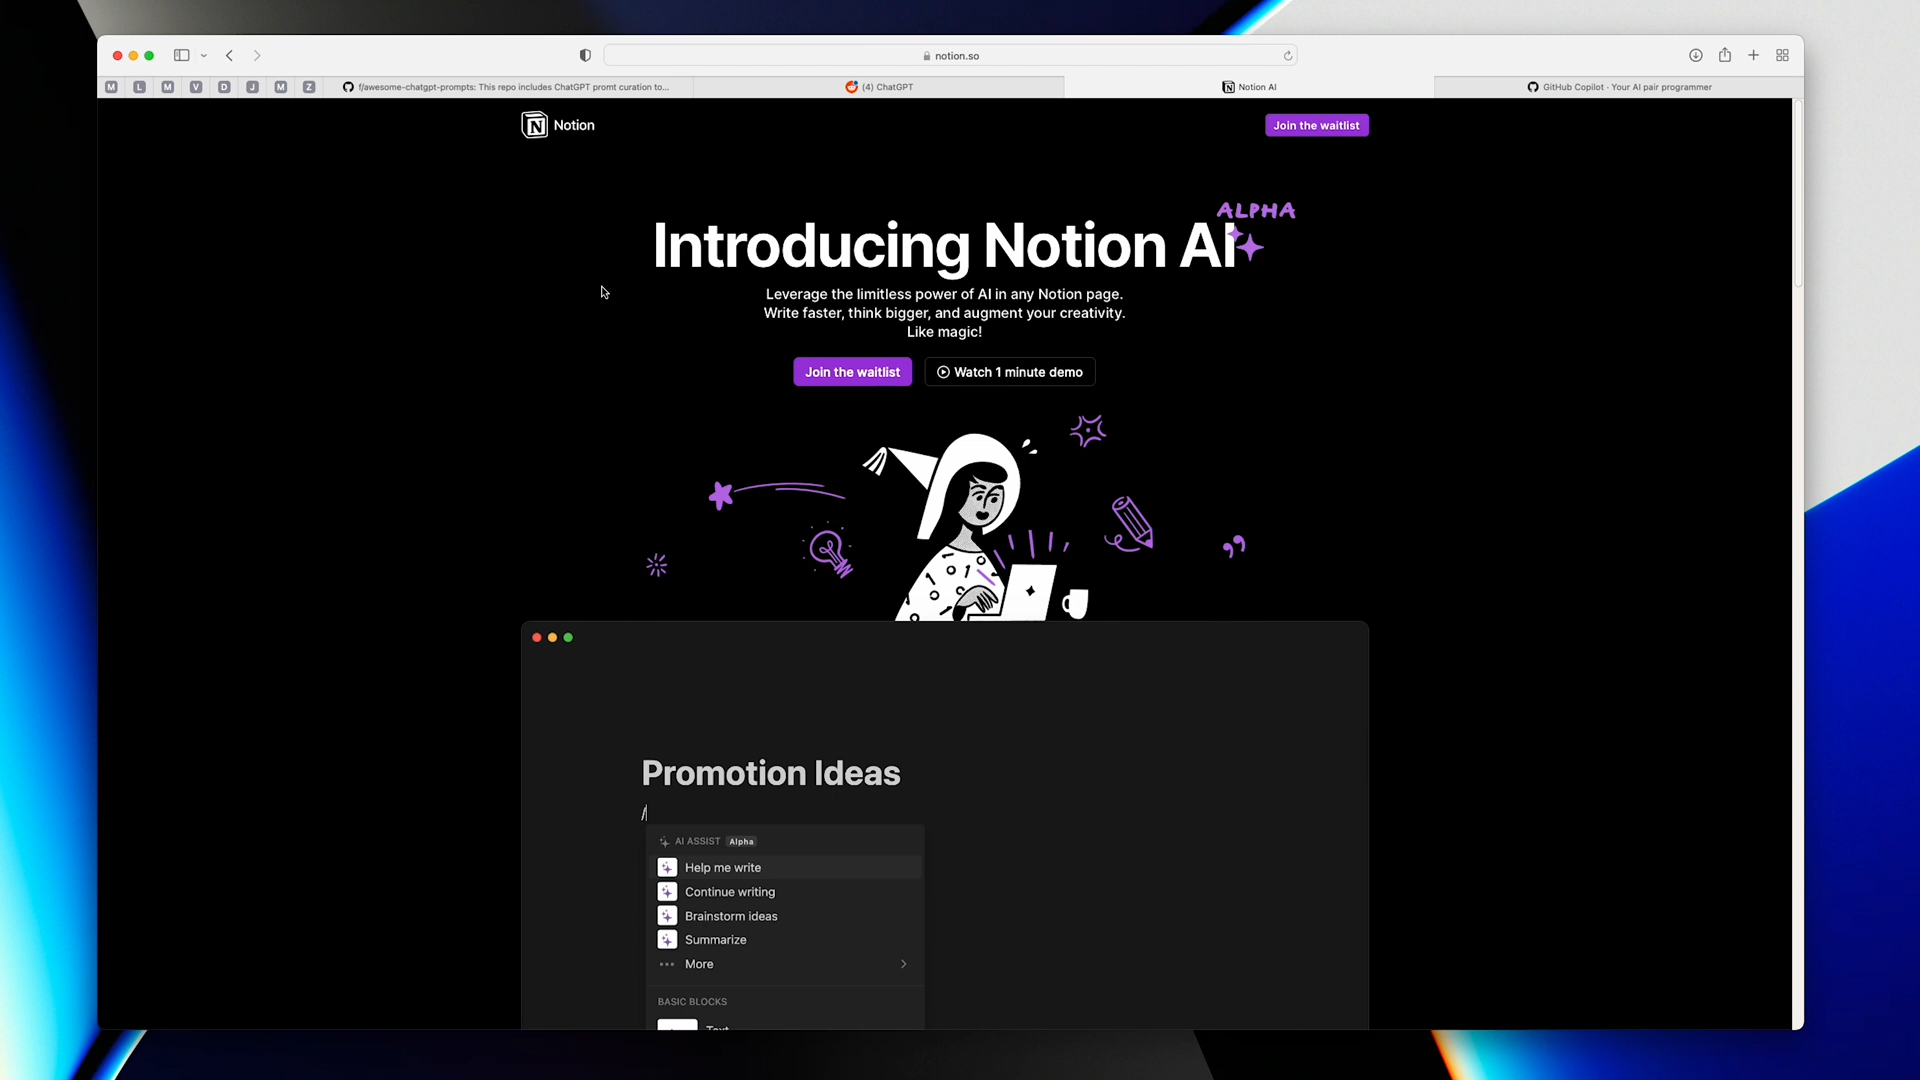 notion.so
M L M V D J M Z
f/awesome-chatgpt-prompts: This repo includes ChatGPT promt curation to...
(4) ChatGPT
Notion AI
GitHub Copilot · Your AI pair programmer
Notion
Join the waitlist
ALPHA
Introducing Notion AI
Leverage the limitless power of AI in any Notion page.
Write faster, think bigger, and augment your creativity.
Like magic!
Join the waitlist
Watch 1 minute demo
Promotion Ideas
/
AI ASSIST Alpha
Help me write
Continue writing
Brainstorm ideas
Summarize
More
BASIC BLOCKS
Text